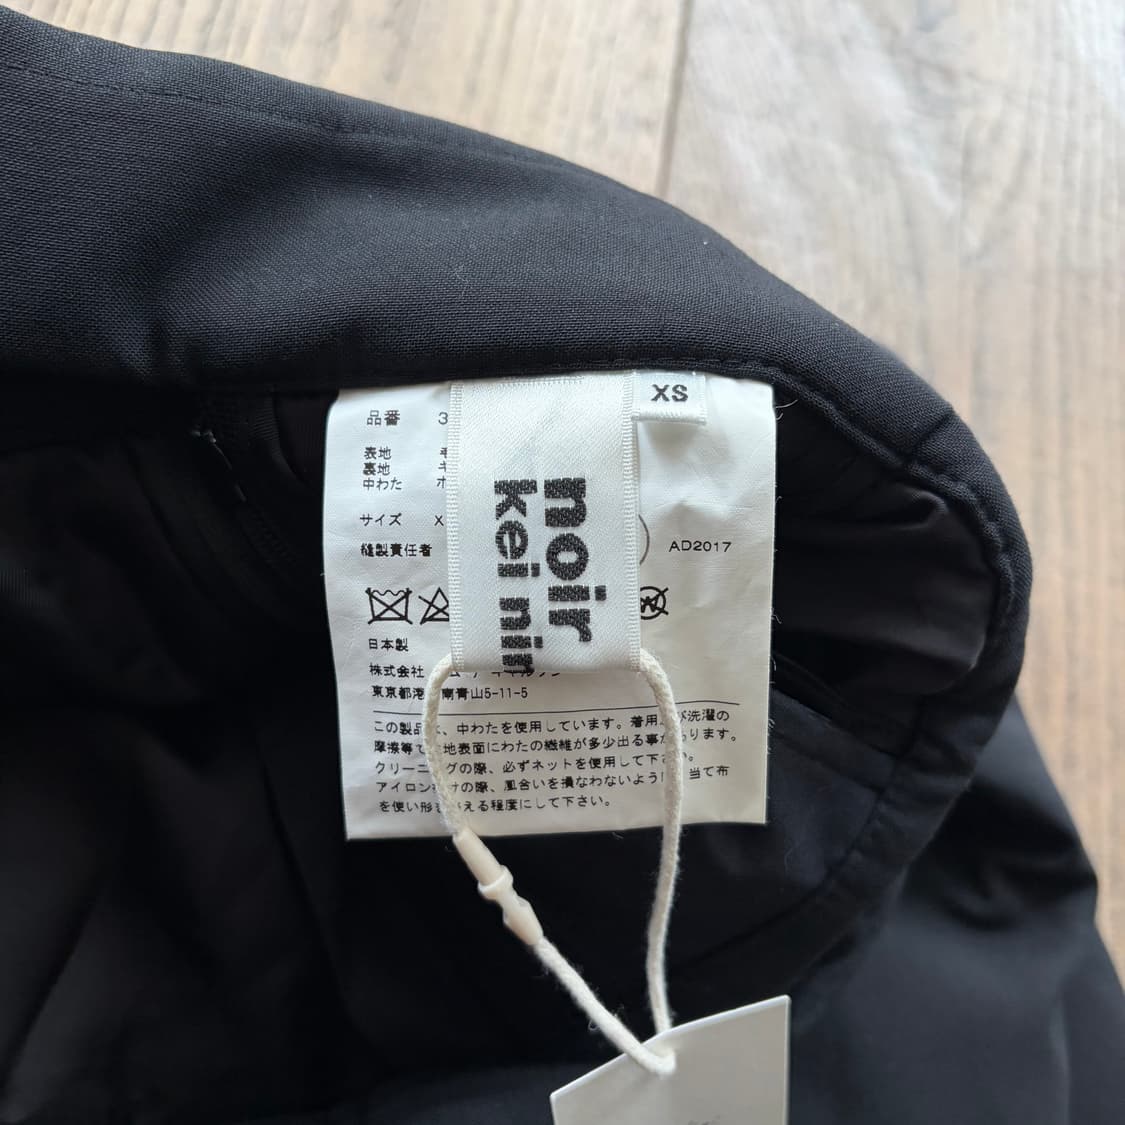 XS
品番 3
表地
裏地
中わた
サイズ X
縫製責任者
AD2017
noir
kei nin
日本製
株式会社
東京都港 南青山5-11-5
この製品 、中わたを使用しています。着用 び洗濯の
摩擦等で 地表面にわたの繊維が多少出る事が ります。
クリーニングの際、必ずネットを使用して下さい。
アイロン の際、風合いを損なわないように 当て布
を使い形を える程度にして下さい。